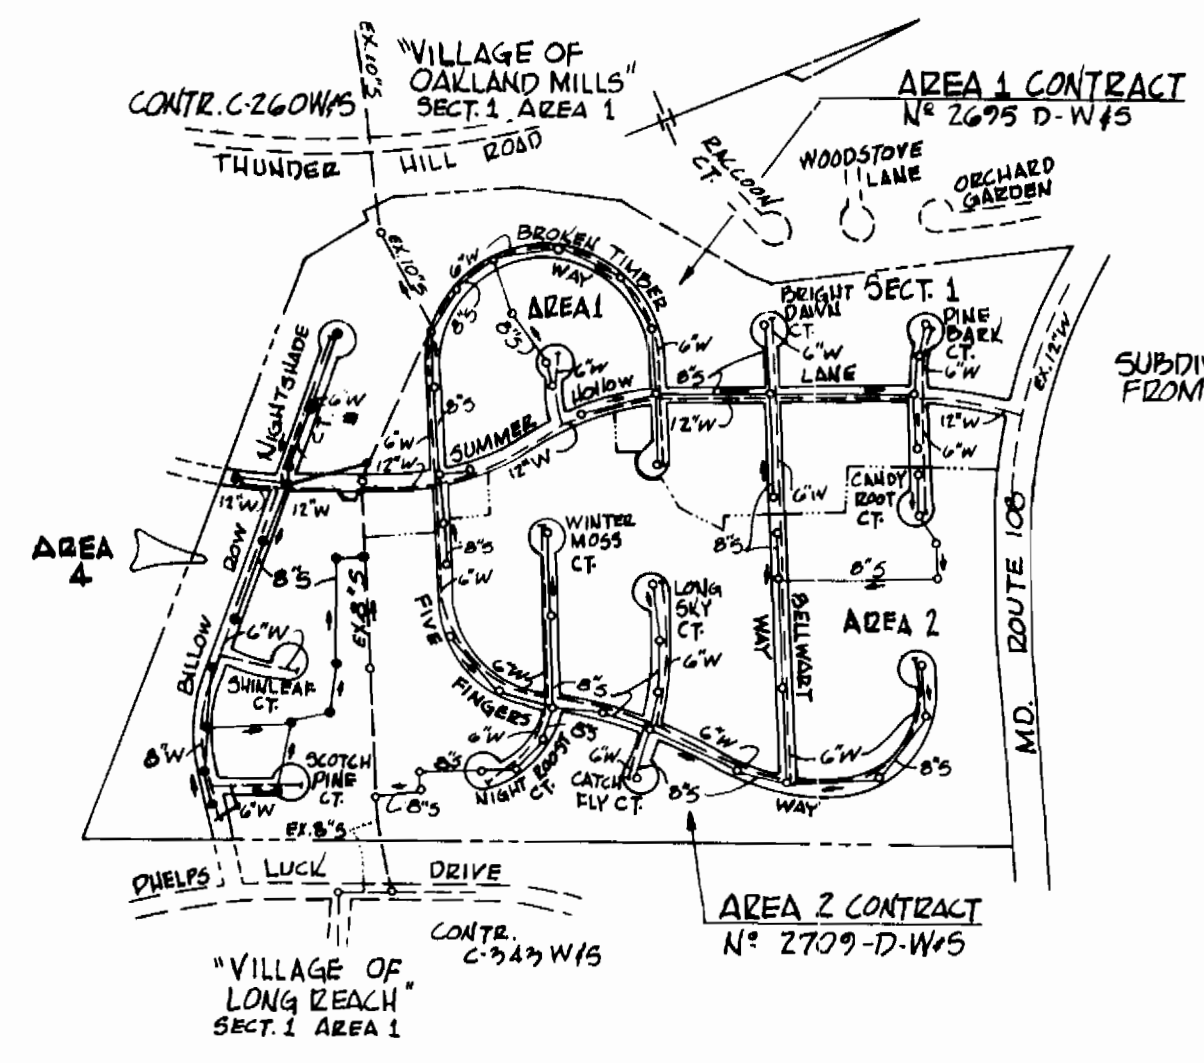 EX.10"S
"VILLAGE OF
OAKLAND MILLS"
SECT. 1 AREA 1
CONTR. C-260W&S
THUNDER HILL ROAD
AREA 1 CONTRACT
Nº 2695 D-W&S
RACCOON
CT.
WOODSTOVE
LANE
ORCHARD
GARDEN
EX.10"S
BROKEN TIMBER
WAY
6"W
8"S
8"S
AREA 1
BRIGHT
DAWN
CT.
SECT. 1
PINE
BARK
CT.
EX.12"W
SUBDIV
FROM
NIGHTSHADE
CT.
6"W
6"W
6"W
6"W
6"W
8"S
LANE
HOLLOW
SUMMER
8"S
6"W
12"W
12"W
12"W
12"W
6"W
12"W
12"W
CANDY
ROOT
CT.
6"W
AREA
4
ROW
BILLOW
8"S
EX.8"S
8"S
6"W
WINTER
MOSS
CT.
8"S
8"S
LONG
SKY
CT.
BELLWART
WAY
AREA 2
MD. ROUTE 108
FIVE
FINGERS
WAY
6"W
SHINLEAF
CT.
6"W
8"S
6"W
8"W
SCOTCH
PINE
CT.
6"W
8"S
6"W
8"S
NIGHT ROOST
CT.
6"W
CATCH
FLY CT.
8"S
6"W
6"W
8"S
8"S
EX.8"S
PHELPS LUCK DRIVE
CONTR.
C-343 W&S
AREA 2 CONTRACT
Nº 2709-D-W&S
"VILLAGE OF
LONG REACH"
SECT. 1 AREA 1